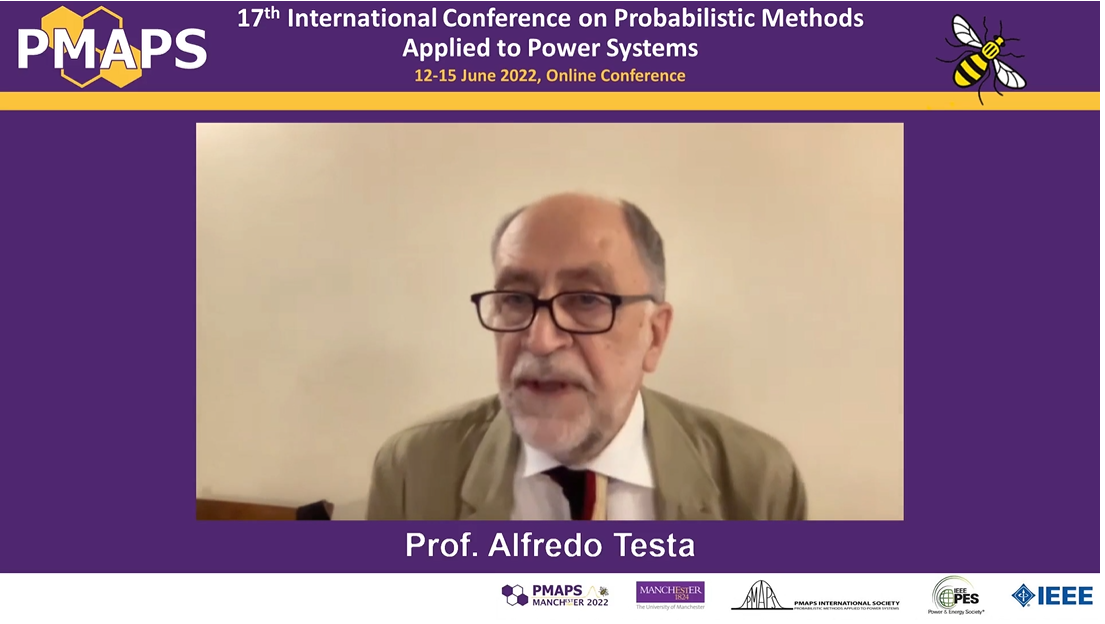 PMAPS
17th International Conference on Probabilistic Methods
Applied to Power Systems
12-15 June 2022, Online Conference
Prof. Alfredo Testa
PMAPS
MANCHESTER 2022
MANCHESTER
1824
The University of Manchester
PMAPS
PMAPS INTERNATIONAL SOCIETY
PROBABILISTIC METHODS APPLIED TO POWER SYSTEMS
IEEE
PES
Power & Energy Society®
IEEE